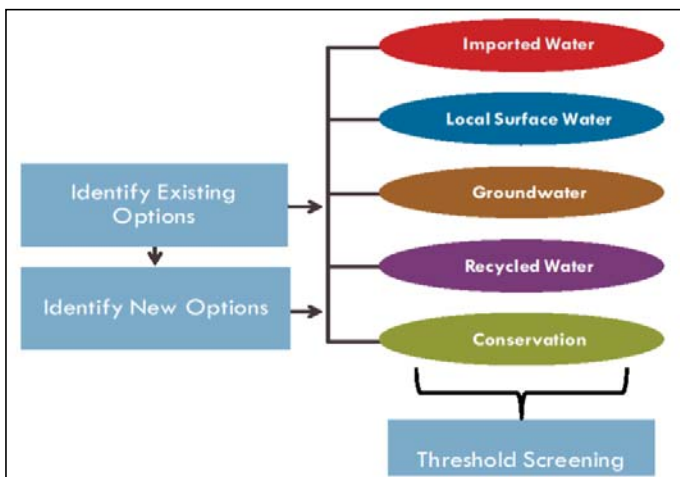 Imported Water
Local Surface Water
Identify Existing
Options
Groundwater
Identify New Options
Recycled Water
Conservation
Threshold Screening